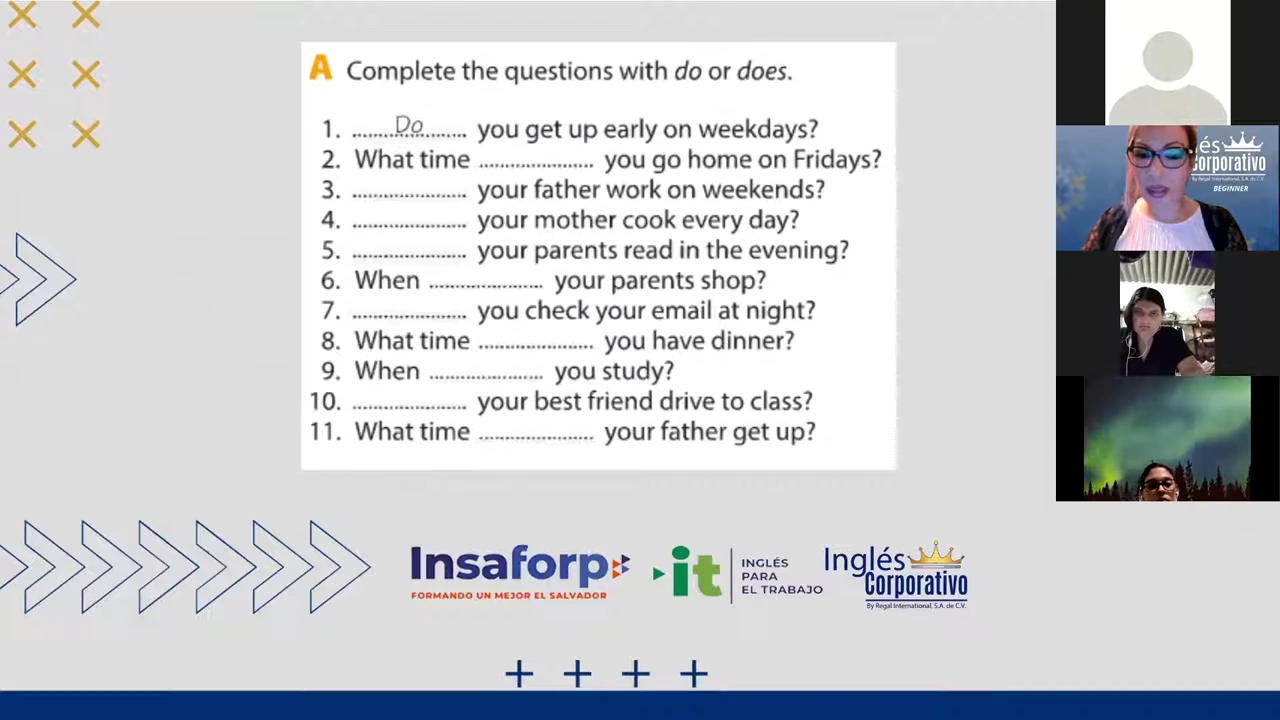 A Complete the questions with do or does.
1. .......Do....... you get up early on weekdays?
2. What time ...................... you go home on Fridays?
3. ...................... your father work on weekends?
4. ...................... your mother cook every day?
5. ...................... your parents read in the evening?
6. When ...................... your parents shop?
7. ...................... you check your email at night?
8. What time ...................... you have dinner?
9. When ...................... you study?
10. ...................... your best friend drive to class?
11. What time ...................... your father get up?
és
Corporativo
By Regal International, S.A. de C.V.
BEGINNER
Insaforp
FORMANDO UN MEJOR EL SALVADOR
it
INGLÉS
PARA
EL TRABAJO
Inglés
Corporativo
By Regal International, S.A. de C.V.